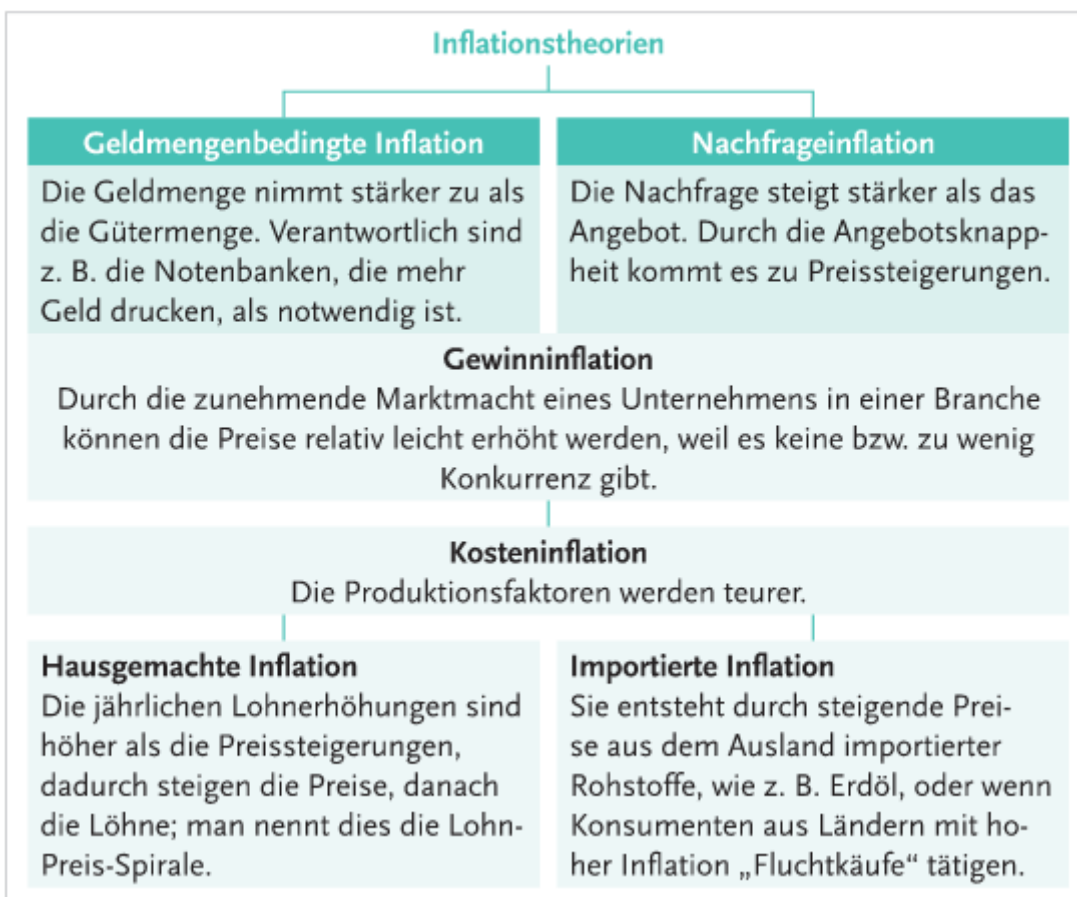 Inflationstheorien
Geldmengenbedingte Inflation
Die Geldmenge nimmt stärker zu als
die Gütermenge. Verantwortlich sind
z. B. die Notenbanken, die mehr
Geld drucken, als notwendig ist.
Nachfrageinflation
Die Nachfrage steigt stärker als das
Angebot. Durch die Angebotsknapp-
heit kommt es zu Preissteigerungen.
Gewinninflation
Durch die zunehmende Marktmacht eines Unternehmens in einer Branche
können die Preise relativ leicht erhöht werden, weil es keine bzw. zu wenig
Konkurrenz gibt.
Kosteninflation
Die Produktionsfaktoren werden teurer.
Hausgemachte Inflation
Die jährlichen Lohnerhöhungen sind
höher als die Preissteigerungen,
dadurch steigen die Preise, danach
die Löhne; man nennt dies die Lohn-
Preis-Spirale.
Importierte Inflation
Sie entsteht durch steigende Prei-
se aus dem Ausland importierter
Rohstoffe, wie z. B. Erdöl, oder wenn
Konsumenten aus Ländern mit ho-
her Inflation „Fluchtkäufe“ tätigen.